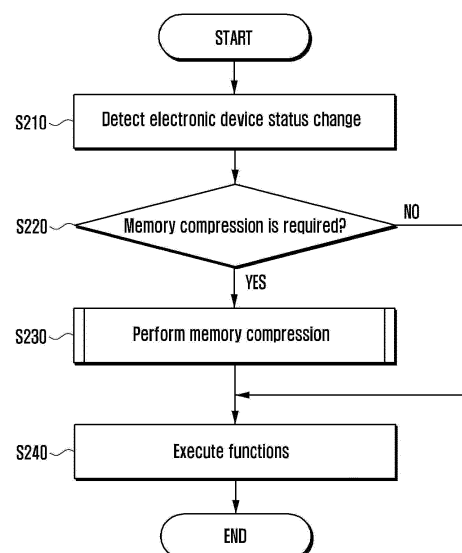 START
S210
Detect electronic device status change
S220
Memory compression is required?
NO
YES
S230
Perform memory compression
S240
Execute functions
END